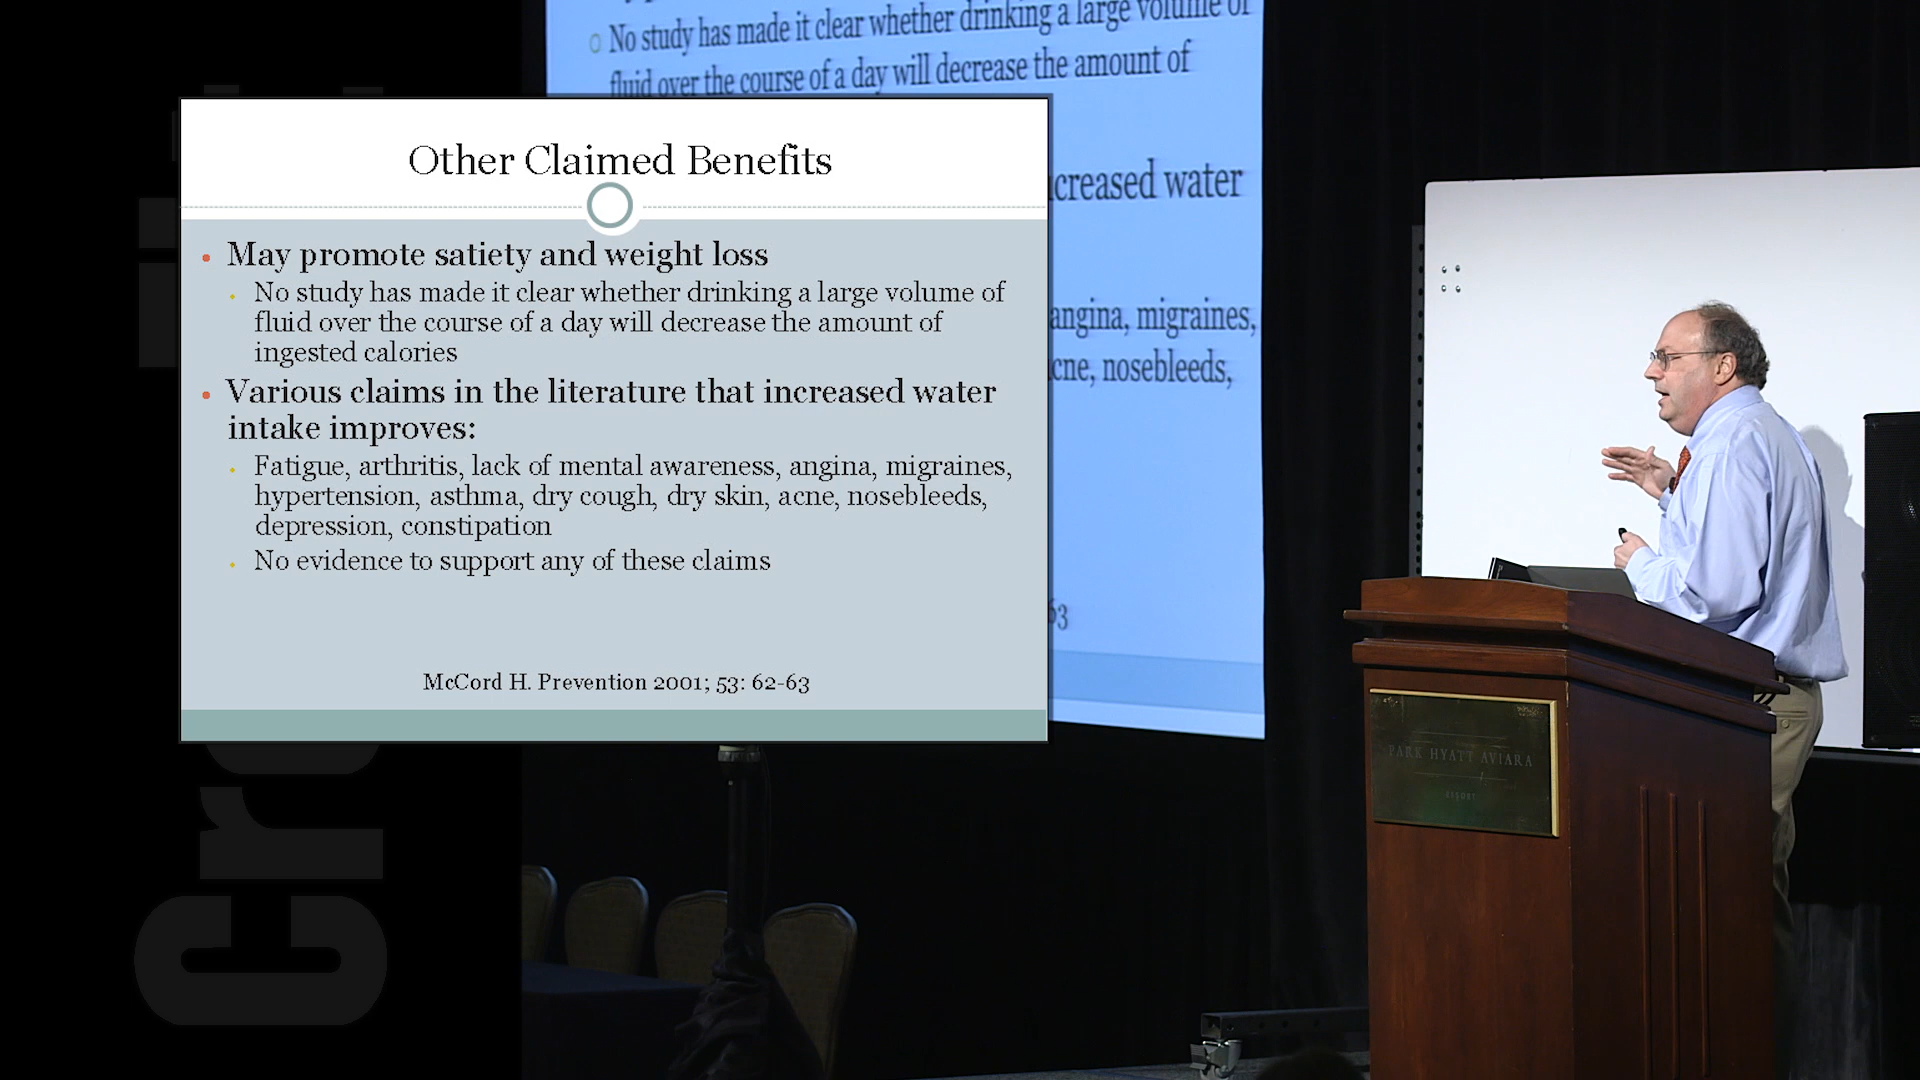 No study has made it clear whether drinking a large volume of
fluid over the course of a day will decrease the amount of
creased water
angina, migraines,
cne, nosebleeds,
63
Other Claimed Benefits
• May promote satiety and weight loss
• No study has made it clear whether drinking a large volume of
fluid over the course of a day will decrease the amount of
ingested calories
• Various claims in the literature that increased water
intake improves:
• Fatigue, arthritis, lack of mental awareness, angina, migraines,
hypertension, asthma, dry cough, dry skin, acne, nosebleeds,
depression, constipation
• No evidence to support any of these claims
McCord H. Prevention 2001; 53: 62-63
PARK HYATT AVIARA
RESORT